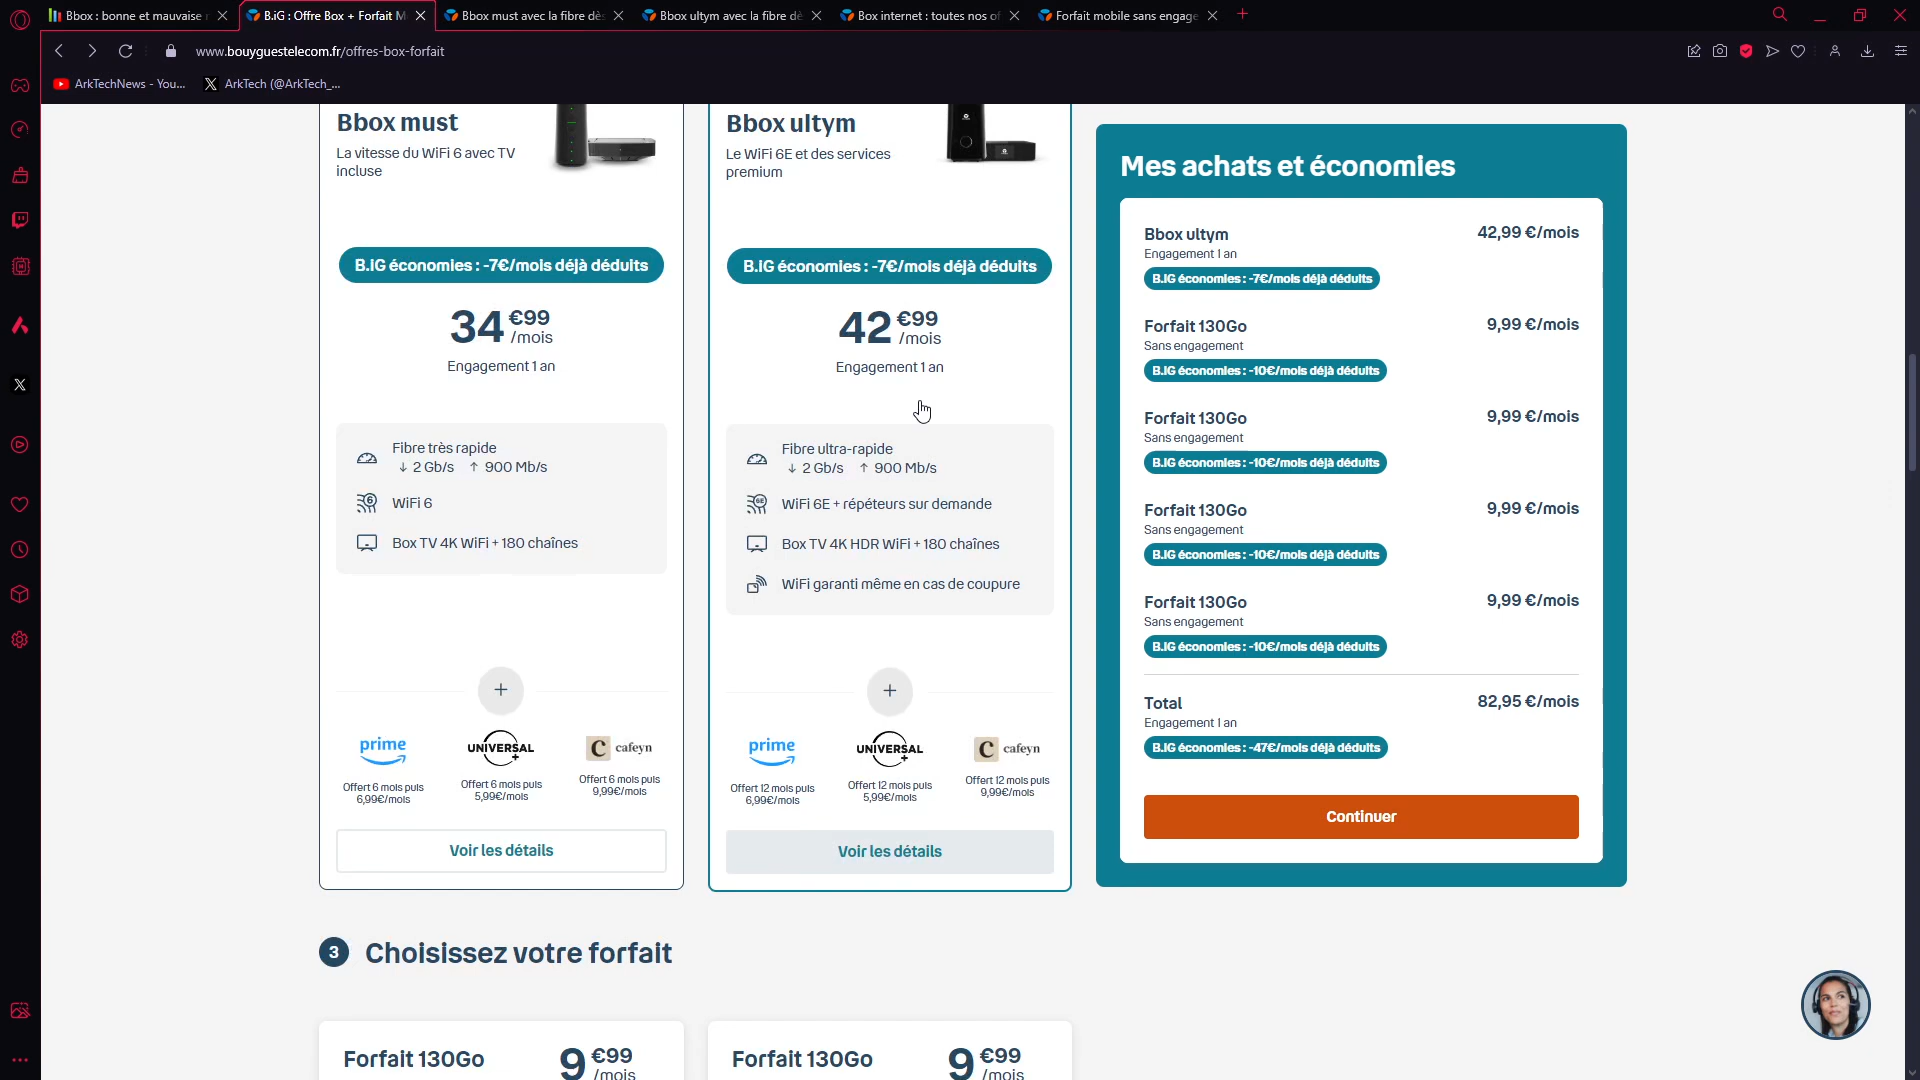 Bbox : bonne et mauvaise
B.iG : Offre Box + Forfait M
Bbox must avec la fibre dè
Bbox ultym avec la fibre dè
Box internet : toutes nos of
Forfait mobile sans engage
www.bouyguestelecom.fr/offres-box-forfait
ArkTechNews - You...
ArkTech (@ArkTech_...
Bbox must
La vitesse du WiFi 6 avec TV
incluse
B.iG économies : -7€/mois déjà déduits
34 €99
/mois
Engagement 1 an
Fibre très rapide
↓ 2 Gb/s ↑ 900 Mb/s
6
WiFi 6
Box TV 4K WiFi + 180 chaînes
+
prime
Offert 6 mois puis
6,99€/mois
UNIVERSAL+
Offert 6 mois puis
5,99€/mois
C cafeyn
Offert 6 mois puis
9,99€/mois
Voir les détails
Bbox ultym
Le WiFi 6E et des services
premium
B.iG économies : -7€/mois déjà déduits
42 €99
/mois
Engagement 1 an
Fibre ultra-rapide
↓ 2 Gb/s ↑ 900 Mb/s
6E
WiFi 6E + répéteurs sur demande
Box TV 4K HDR WiFi + 180 chaînes
WiFi garanti même en cas de coupure
+
prime
Offert 12 mois puis
6,99€/mois
UNIVERSAL+
Offert 12 mois puis
5,99€/mois
C cafeyn
Offert 12 mois puis
9,99€/mois
Voir les détails
Mes achats et économies
Bbox ultym 42,99 €/mois
Engagement 1 an
B.iG économies : -7€/mois déjà déduits
Forfait 130Go 9,99 €/mois
Sans engagement
B.iG économies : -10€/mois déjà déduits
Forfait 130Go 9,99 €/mois
Sans engagement
B.iG économies : -10€/mois déjà déduits
Forfait 130Go 9,99 €/mois
Sans engagement
B.iG économies : -10€/mois déjà déduits
Forfait 130Go 9,99 €/mois
Sans engagement
B.iG économies : -10€/mois déjà déduits
Total 82,95 €/mois
Engagement 1 an
B.iG économies : -47€/mois déjà déduits
Continuer
3 Choisissez votre forfait
Forfait 130Go 9 €99
/mois
Forfait 130Go 9 €99
/mois